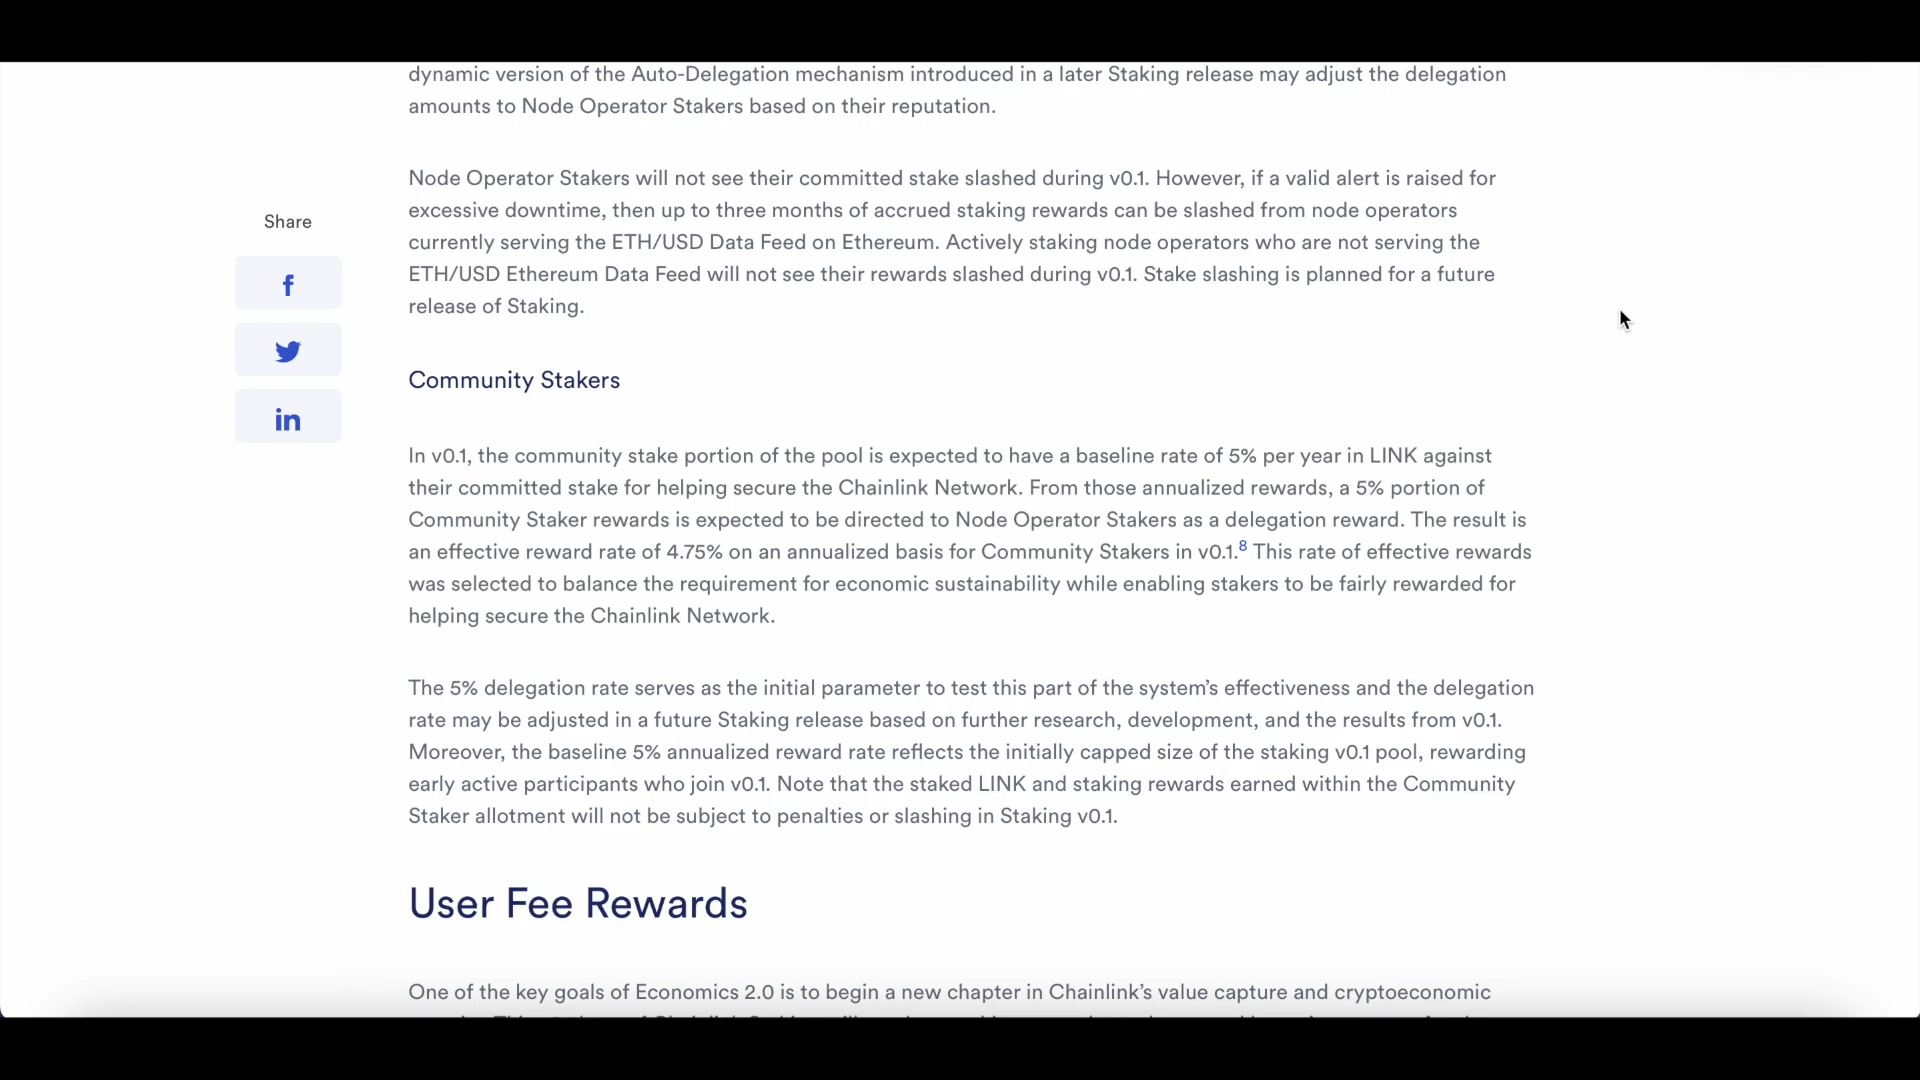 dynamic version of the Auto-Delegation mechanism introduced in a later Staking release may adjust the delegation
amounts to Node Operator Stakers based on their reputation.
Node Operator Stakers will not see their committed stake slashed during v0.1. However, if a valid alert is raised for
excessive downtime, then up to three months of accrued staking rewards can be slashed from node operators
currently serving the ETH/USD Data Feed on Ethereum. Actively staking node operators who are not serving the
ETH/USD Ethereum Data Feed will not see their rewards slashed during v0.1. Stake slashing is planned for a future
release of Staking.
Share
f
in
Community Stakers
In v0.1, the community stake portion of the pool is expected to have a baseline rate of 5% per year in LINK against
their committed stake for helping secure the Chainlink Network. From those annualized rewards, a 5% portion of
Community Staker rewards is expected to be directed to Node Operator Stakers as a delegation reward. The result is
an effective reward rate of 4.75% on an annualized basis for Community Stakers in v0.1.8 This rate of effective rewards
was selected to balance the requirement for economic sustainability while enabling stakers to be fairly rewarded for
helping secure the Chainlink Network.
The 5% delegation rate serves as the initial parameter to test this part of the system’s effectiveness and the delegation
rate may be adjusted in a future Staking release based on further research, development, and the results from v0.1.
Moreover, the baseline 5% annualized reward rate reflects the initially capped size of the staking v0.1 pool, rewarding
early active participants who join v0.1. Note that the staked LINK and staking rewards earned within the Community
Staker allotment will not be subject to penalties or slashing in Staking v0.1.
User Fee Rewards
One of the key goals of Economics 2.0 is to begin a new chapter in Chainlink’s value capture and cryptoeconomic